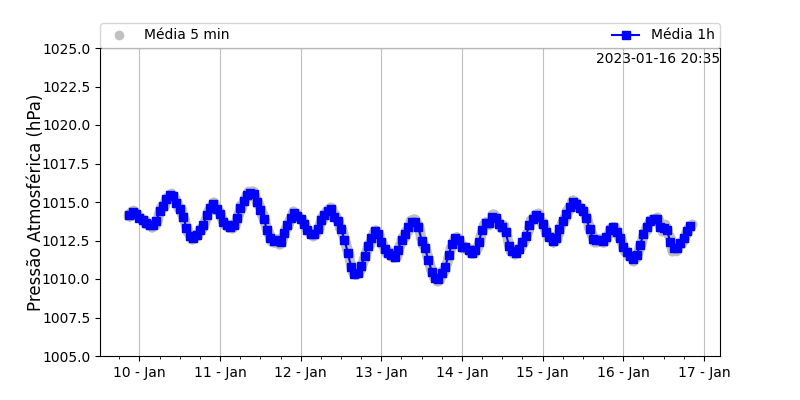 Média 5 min
Média 1h
2023-01-16 20:35
Pressão Atmosférica (hPa)
1025.0
1022.5
1020.0
1017.5
1015.0
1012.5
1010.0
1007.5
1005.0
10 - Jan
11 - Jan
12 - Jan
13 - Jan
14 - Jan
15 - Jan
16 - Jan
17 - Jan